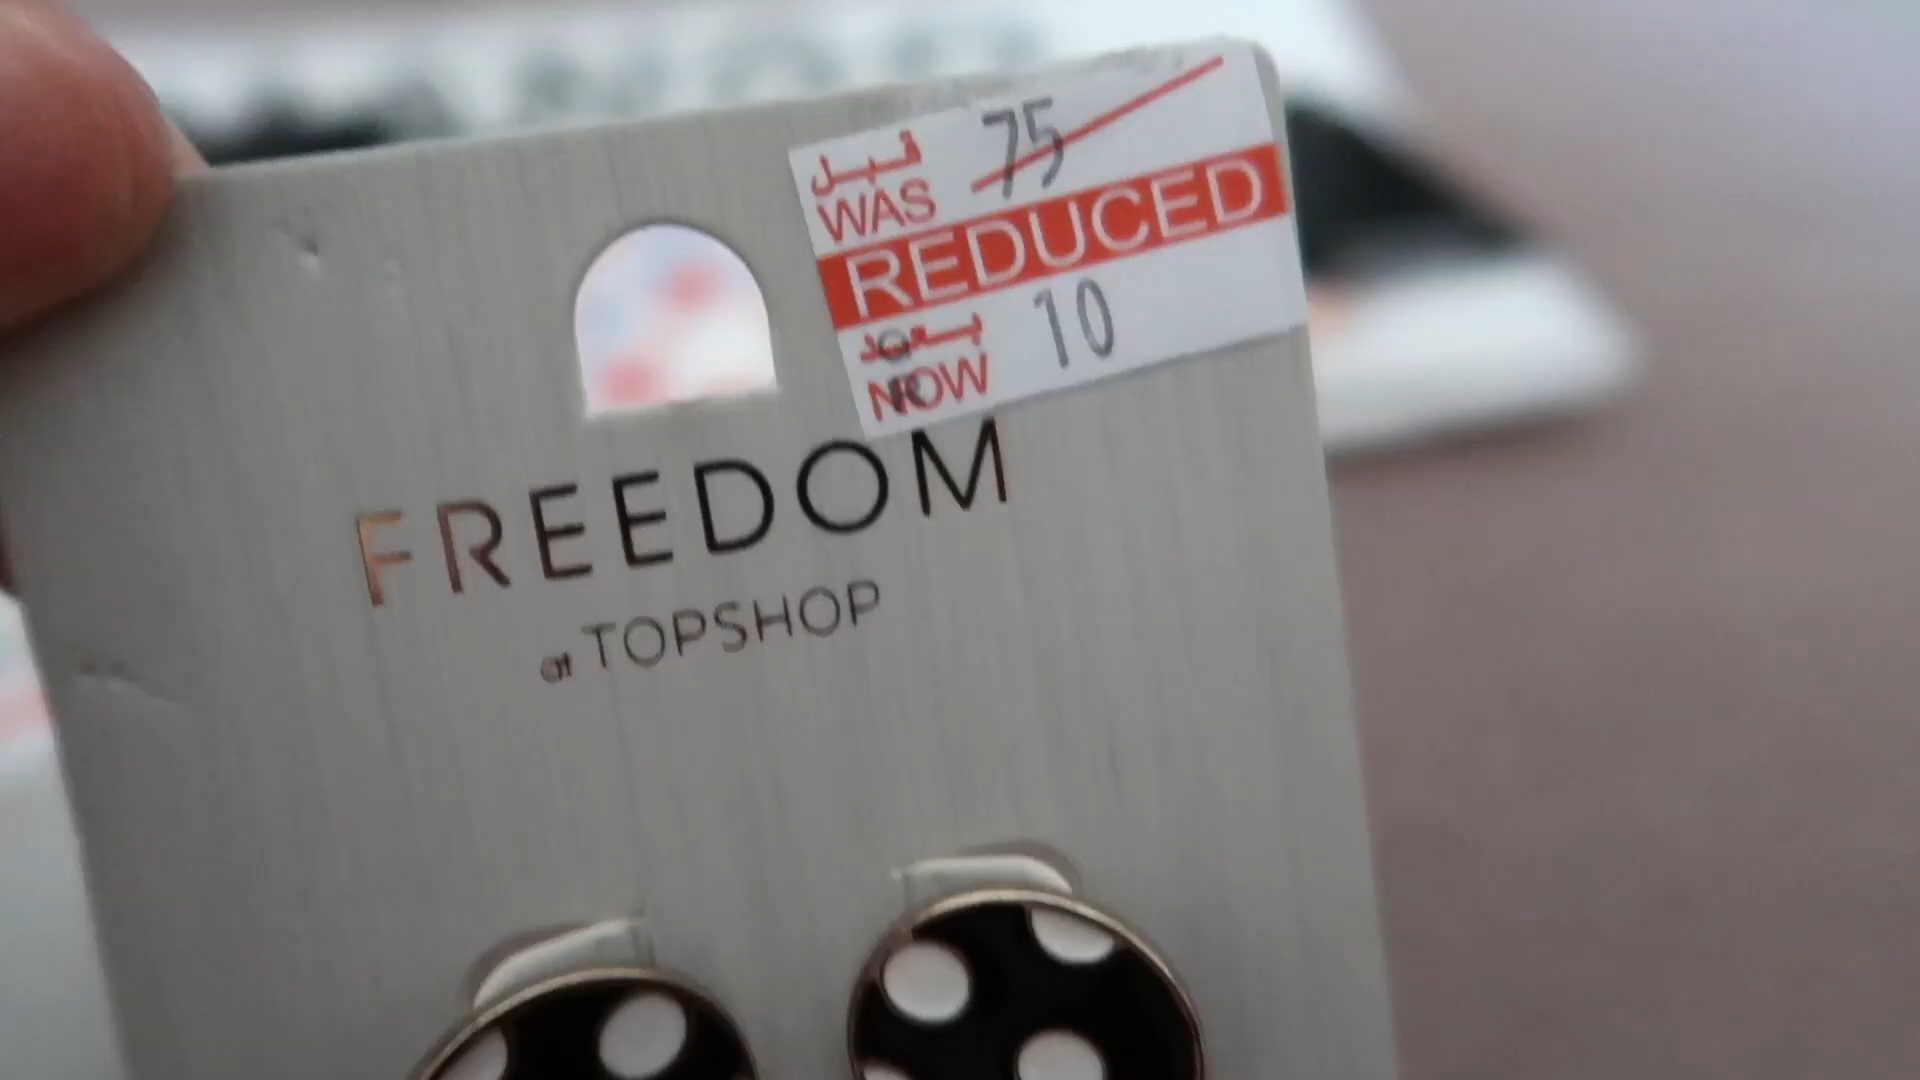 قبل
WAS 75
REDUCED
بعد
NOW 10
FREEDOM
at TOPSHOP